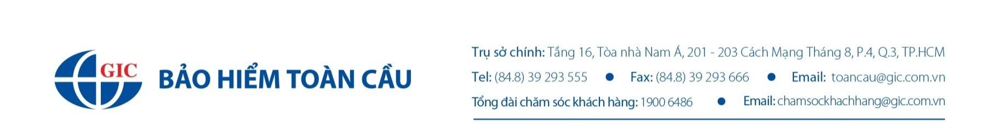 GIC
BẢO HIỂM TOÀN CẦU
Trụ sở chính: Tầng 16, Tòa nhà Nam Á, 201 - 203 Cách Mạng Tháng 8, P.4, Q.3, TP.HCM
Tel: (84.8) 39 293 555 ● Fax: (84.8) 39 293 666 ● Email: toancau@gic.com.vn
Tổng đài chăm sóc khách hàng: 1900 6486 ● Email: chamsockhachhang@gic.com.vn